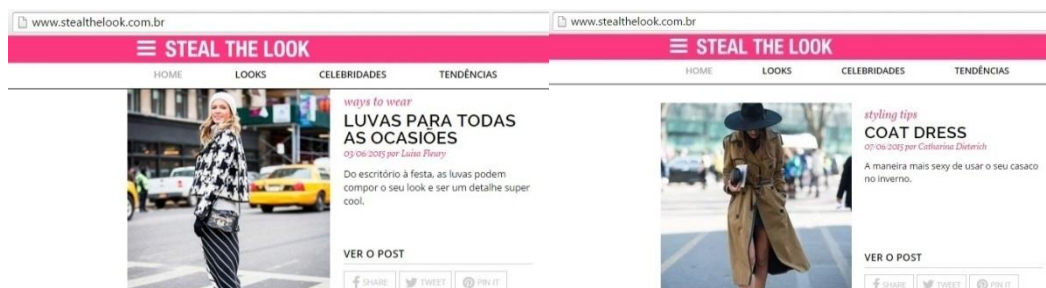 www.stealthelook.com.br
STEAL THE LOOK
HOME LOOKS CELEBRIDADES TENDÊNCIAS
ways to wear
LUVAS PARA TODAS
AS OCASIÕES
03/06/2015 por Luisa Fleury
Do escritório à festa, as luvas podem
compor o seu look e ser um detalhe super
cool.
VER O POST
SHARE TWEET PIN IT
www.stealthelook.com.br
STEAL THE LOOK
HOME LOOKS CELEBRIDADES TENDÊNCIAS
styling tips
COAT DRESS
07/06/2015 por Catharina Dieterich
A maneira mais sexy de usar o seu casaco
no inverno.
VER O POST
SHARE TWEET PIN IT